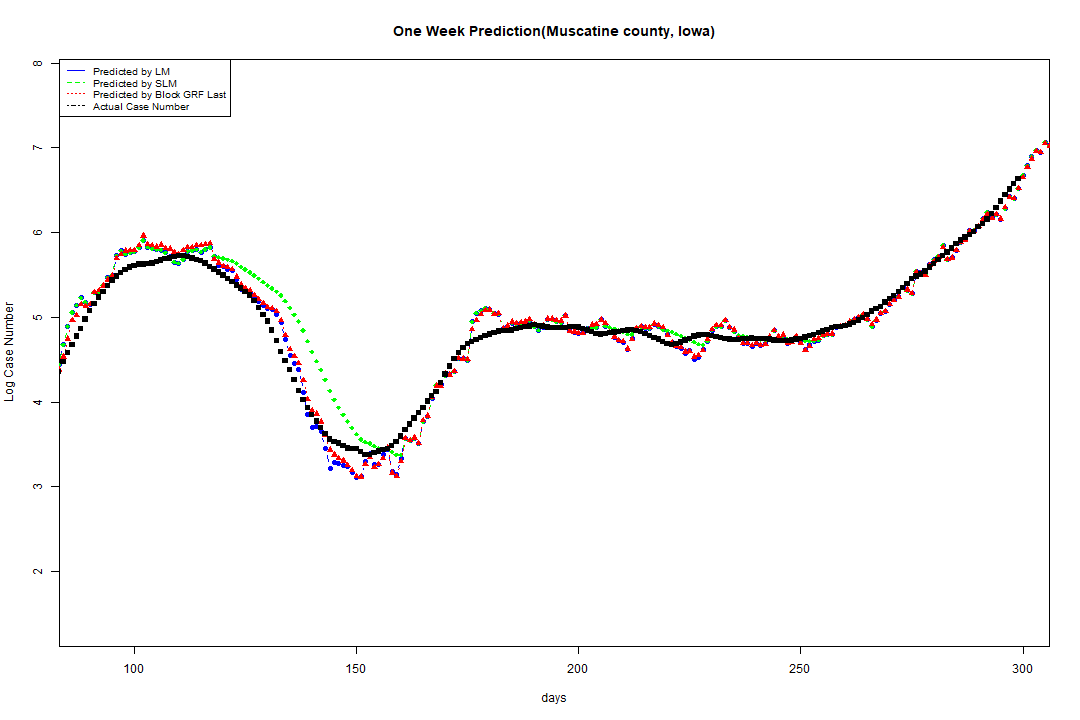 One Week Prediction(Muscatine county, Iowa)
Predicted by LM
Predicted by SLM
Predicted by Block GRF Last
Actual Case Number
8
7
6
5
4
3
2
Log Case Number
100 150 200 250 300
days